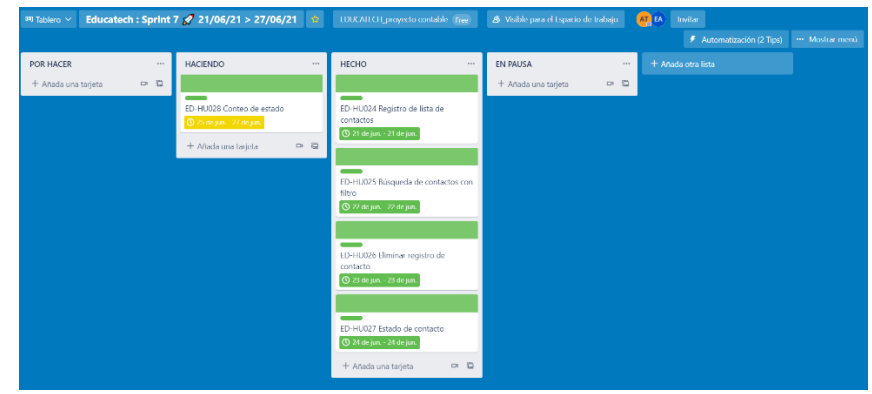 Tablero
Educatech : Sprint 7 🚀 21/06/21 > 27/06/21
EDUCATECH_proyecto contable Free
Visible para el Espacio de trabajo
AT EA
Invitar
Automatización (2 Tips)
... Mostrar menú
POR HACER ...
+ Añada una tarjeta
HACIENDO ...
ED-HU028 Conteo de estado
25 de jun. - 27 de jun.
+ Añada una tarjeta
HECHO ...
ED-HU024 Registro de lista de
contactos
21 de jun. - 21 de jun.
ED-HU025 Búsqueda de contactos con
filtro
22 de jun. - 22 de jun.
ED-HU026 Eliminar registro de
contacto
23 de jun. - 23 de jun.
ED-HU027 Estado de contacto
24 de jun. - 24 de jun.
+ Añada una tarjeta
EN PAUSA ...
+ Añada una tarjeta
+ Añada otra lista